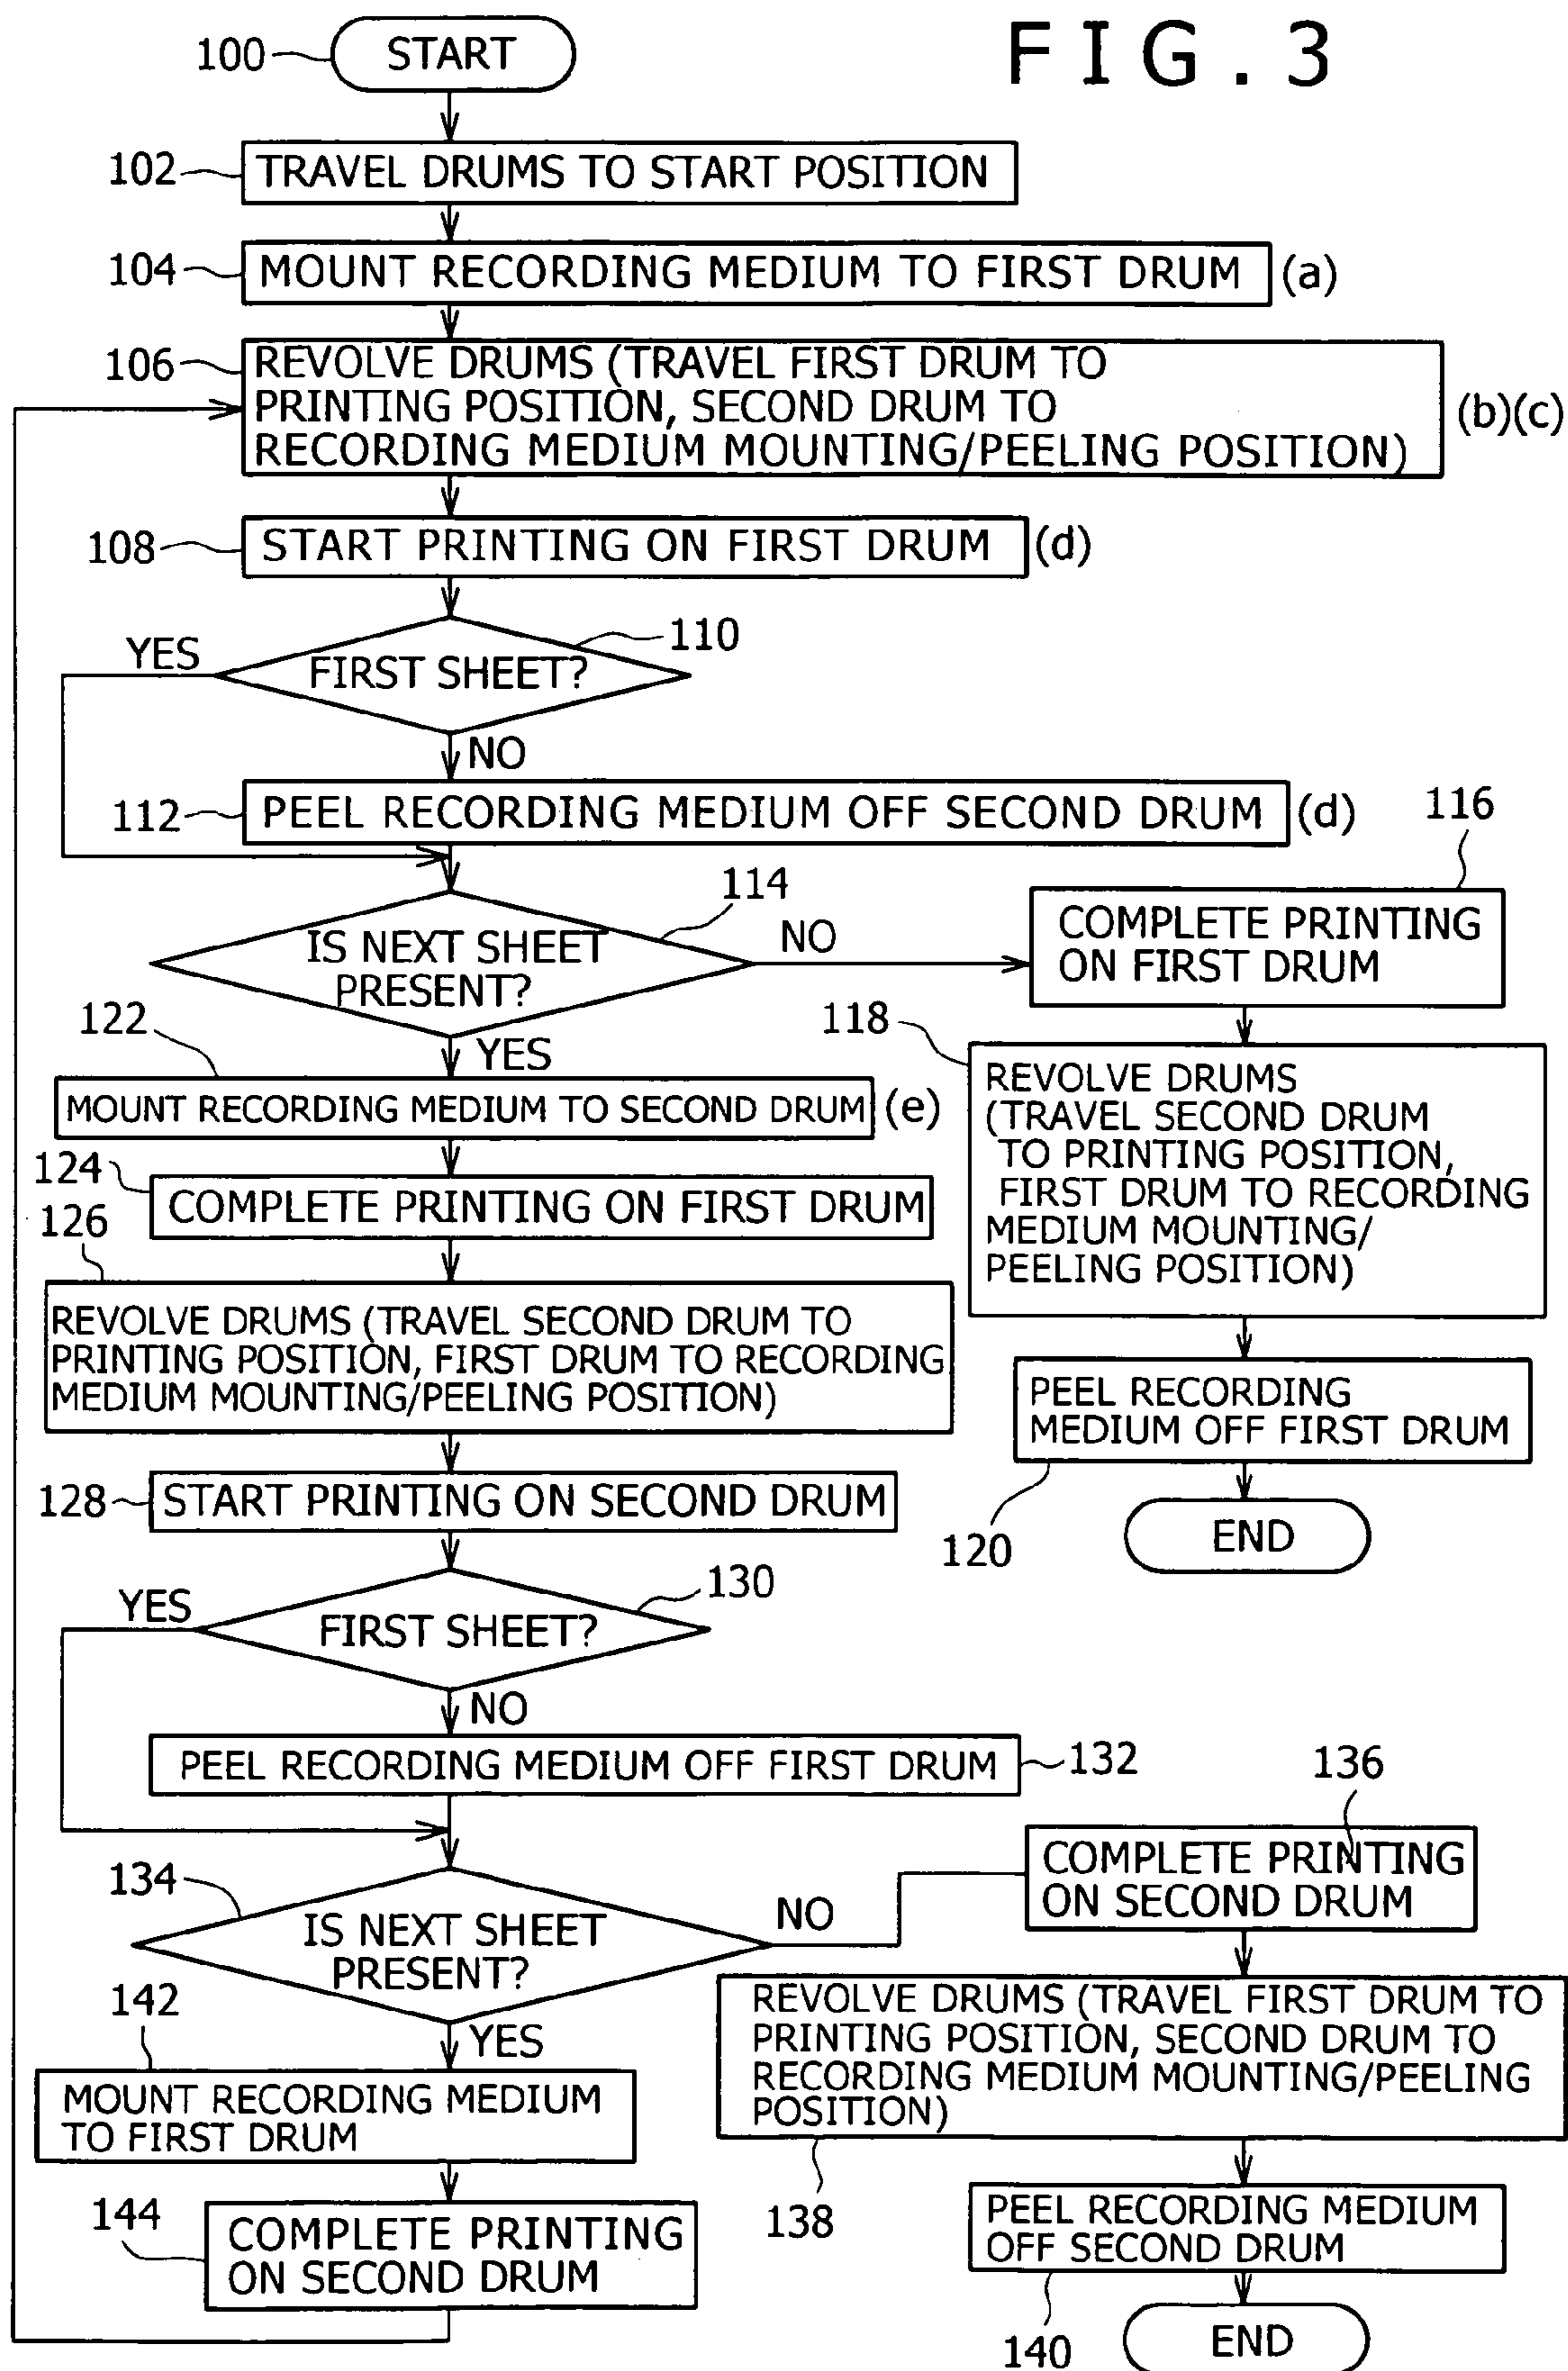 FIG.3
100
START
102
TRAVEL DRUMS TO START POSITION
104
MOUNT RECORDING MEDIUM TO FIRST DRUM
(a)
106
REVOLVE DRUMS (TRAVEL FIRST DRUM TO
PRINTING POSITION, SECOND DRUM TO
RECORDING MEDIUM MOUNTING/PEELING POSITION)
(b)(c)
108
START PRINTING ON FIRST DRUM
(d)
110
FIRST SHEET?
YES
NO
112
PEEL RECORDING MEDIUM OFF SECOND DRUM
(d)
114
IS NEXT SHEET
PRESENT?
NO
YES
116
COMPLETE PRINTING
ON FIRST DRUM
118
REVOLVE DRUMS
(TRAVEL SECOND DRUM
TO PRINTING POSITION,
FIRST DRUM TO RECORDING
MEDIUM MOUNTING/
PEELING POSITION)
PEEL RECORDING
MEDIUM OFF FIRST DRUM
120
END
122
MOUNT RECORDING MEDIUM TO SECOND DRUM
(e)
124
COMPLETE PRINTING ON FIRST DRUM
126
REVOLVE DRUMS (TRAVEL SECOND DRUM TO
PRINTING POSITION, FIRST DRUM TO RECORDING
MEDIUM MOUNTING/PEELING POSITION)
128
START PRINTING ON SECOND DRUM
130
FIRST SHEET?
YES
NO
PEEL RECORDING MEDIUM OFF FIRST DRUM
132
134
IS NEXT SHEET
PRESENT?
NO
YES
136
COMPLETE PRINTING
ON SECOND DRUM
REVOLVE DRUMS (TRAVEL FIRST DRUM TO
PRINTING POSITION, SECOND DRUM TO
RECORDING MEDIUM MOUNTING/PEELING
POSITION)
138
PEEL RECORDING MEDIUM
OFF SECOND DRUM
140
END
142
MOUNT RECORDING MEDIUM
TO FIRST DRUM
144
COMPLETE PRINTING
ON SECOND DRUM